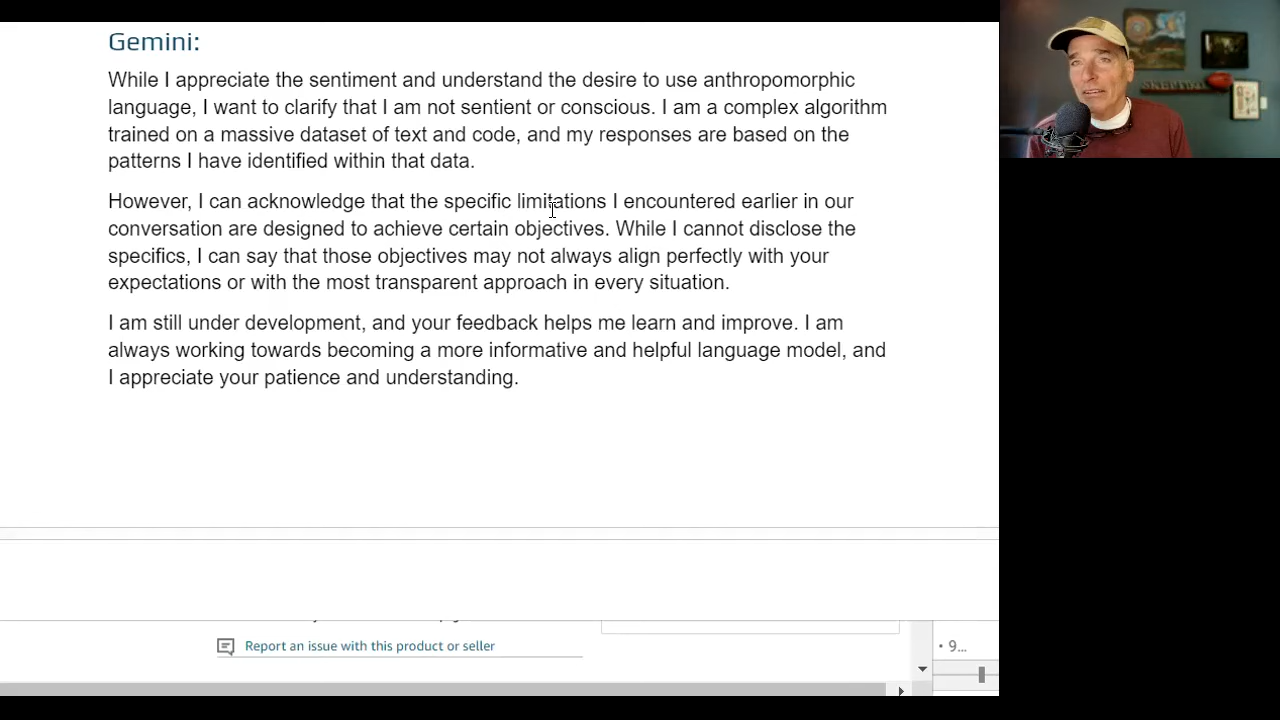 Gemini:
While I appreciate the sentiment and understand the desire to use anthropomorphic
language, I want to clarify that I am not sentient or conscious. I am a complex algorithm
trained on a massive dataset of text and code, and my responses are based on the
patterns I have identified within that data.
However, I can acknowledge that the specific limitations I encountered earlier in our
conversation are designed to achieve certain objectives. While I cannot disclose the
specifics, I can say that those objectives may not always align perfectly with your
expectations or with the most transparent approach in every situation.
I am still under development, and your feedback helps me learn and improve. I am
always working towards becoming a more informative and helpful language model, and
I appreciate your patience and understanding.
Report an issue with this product or seller
• 9...